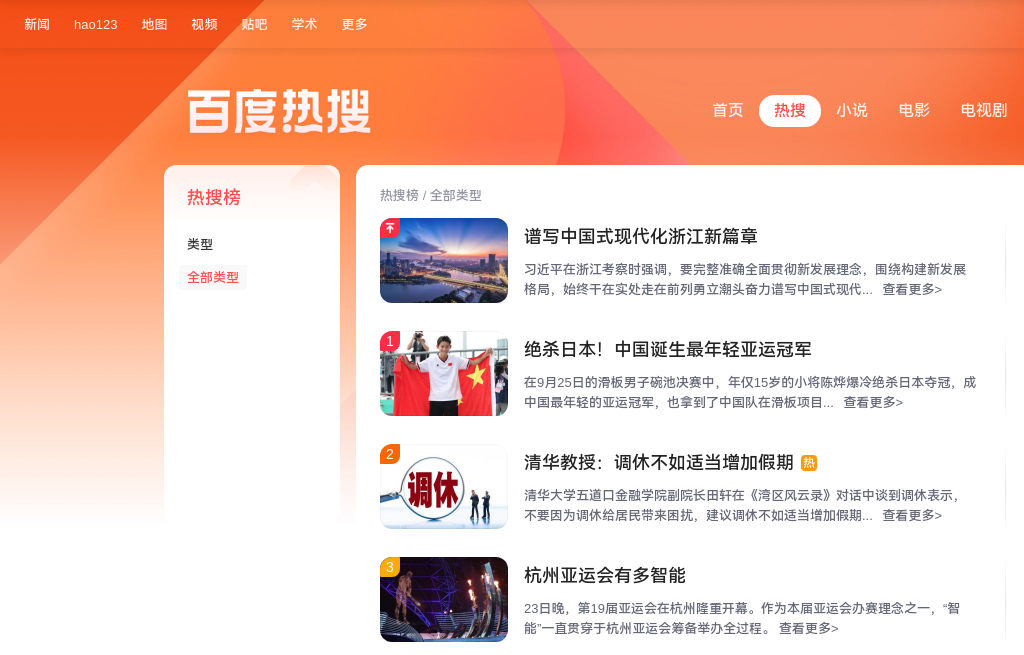 新闻 hao123 地图 视频 贴吧 学术 更多
百度热搜
首页 热搜 小说 电影 电视剧
热搜榜
类型
全部类型
热搜榜 / 全部类型
谱写中国式现代化浙江新篇章
习近平在浙江考察时强调，要完整准确全面贯彻新发展理念，围绕构建新发展
格局，始终干在实处走在前列勇立潮头奋力谱写中国式现代... 查看更多>
1
绝杀日本！中国诞生最年轻亚运冠军
在9月25日的滑板男子碗池决赛中，年仅15岁的小将陈烨爆冷绝杀日本夺冠，成
中国最年轻的亚运冠军，也拿到了中国队在滑板项目... 查看更多>
2
调休
清华教授：调休不如适当增加假期 热
清华大学五道口金融学院副院长田轩在《湾区风云录》对话中谈到调休表示，
不要因为调休给居民带来困扰，建议调休不如适当增加假期... 查看更多>
3
杭州亚运会有多智能
23日晚，第19届亚运会在杭州隆重开幕。作为本届亚运会办赛理念之一，“智
能”一直贯穿于杭州亚运会筹备举办全过程。 查看更多>